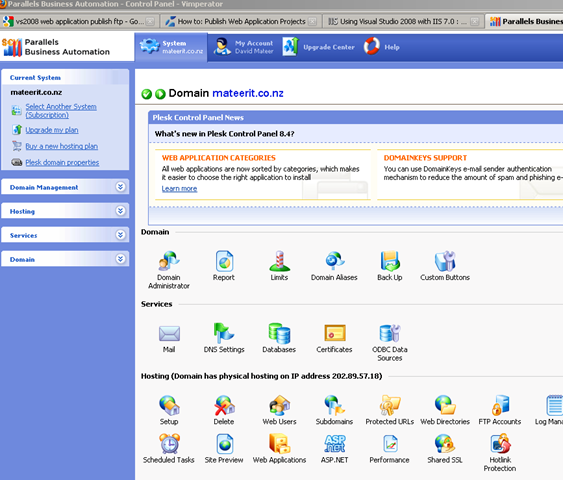 Parallels Business Automation - Control Panel - Vimperator
vs2008 web application publish ftp - Goo...
How to: Publish Web Application Projects
Using Visual Studio 2008 with IIS 7.0 : ...
Parallels Busines
Parallels
Business Automation
System
mateerit.co.nz
My Account
David Mateer
Upgrade Center
Help
Current System
mateerit.co.nz
Select Another System
(Subscription)
Upgrade my plan
Buy a new hosting plan
Plesk domain properties
Domain Management
Hosting
Services
Domain
Domain mateerit.co.nz
Plesk Control Panel News
What's new in Plesk Control Panel 8.4?
WEB APPLICATION CATEGORIES
All web applications are now sorted by categories, which makes
it easier to choose the right application to install
Learn more
DOMAINKEYS SUPPORT
You can use DomainKeys e-mail sender authentication
mechanism to reduce the amount of spam and phishing e-
Domain
Domain
Administrator
Report
Limits
Domain Aliases
Back Up
Custom Buttons
Services
Mail
DNS Settings
Databases
Certificates
ODBC Data
Sources
Hosting (Domain has physical hosting on IP address 202.89.57.18)
Setup
Delete
Web Users
Subdomains
Protected URLs
Web Directories
FTP Accounts
Log Mana
Scheduled Tasks
Site Preview
Web Applications
ASP
.NET
ASP.NET
Performance
Shared SSL
Hotlink
Protection